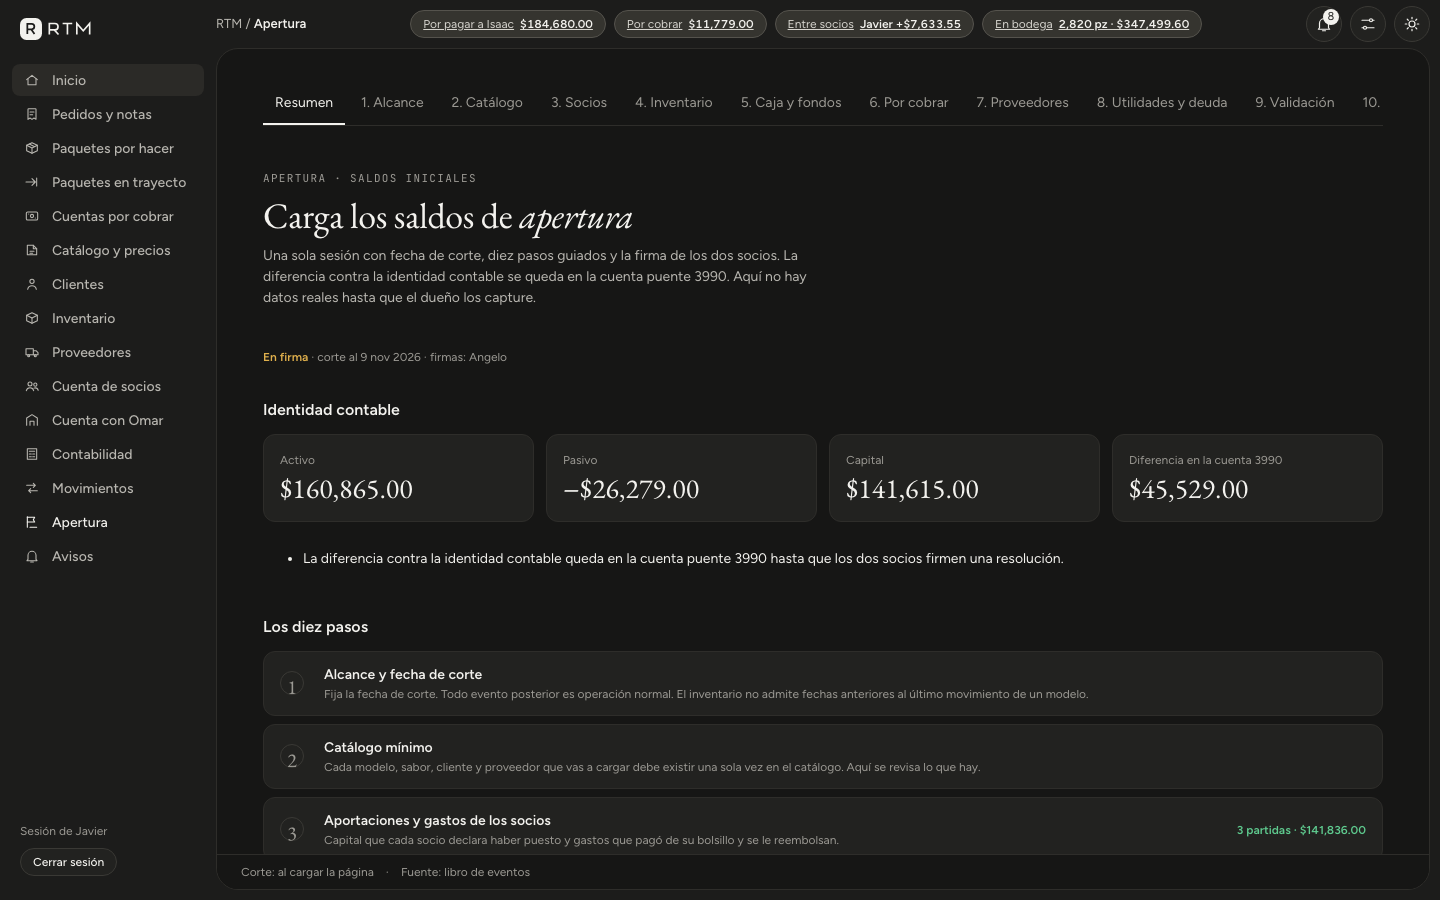 R RTM
RTM / Apertura
Por pagar a Isaac $184,680.00
Por cobrar $11,779.00
Entre socios Javier +$7,633.55
En bodega 2,820 pz · $347,499.60
8
Inicio
Pedidos y notas
Paquetes por hacer
Paquetes en trayecto
Cuentas por cobrar
Catálogo y precios
Clientes
Inventario
Proveedores
Cuenta de socios
Cuenta con Omar
Contabilidad
Movimientos
Apertura
Avisos
Sesión de Javier
Cerrar sesión
Resumen 1. Alcance 2. Catálogo 3. Socios 4. Inventario 5. Caja y fondos 6. Por cobrar 7. Proveedores 8. Utilidades y deuda 9. Validación 10.
APERTURA · SALDOS INICIALES
Carga los saldos de apertura
Una sola sesión con fecha de corte, diez pasos guiados y la firma de los dos socios. La
diferencia contra la identidad contable se queda en la cuenta puente 3990. Aquí no hay
datos reales hasta que el dueño los capture.
En firma · corte al 9 nov 2026 · firmas: Angelo
Identidad contable
Activo
$160,865.00
Pasivo
−$26,279.00
Capital
$141,615.00
Diferencia en la cuenta 3990
$45,529.00
• La diferencia contra la identidad contable queda en la cuenta puente 3990 hasta que los dos socios firmen una resolución.
Los diez pasos
1
Alcance y fecha de corte
Fija la fecha de corte. Todo evento posterior es operación normal. El inventario no admite fechas anteriores al último movimiento de un modelo.
2
Catálogo mínimo
Cada modelo, sabor, cliente y proveedor que vas a cargar debe existir una sola vez en el catálogo. Aquí se revisa lo que hay.
3
Aportaciones y gastos de los socios
Capital que cada socio declara haber puesto y gastos que pagó de su bolsillo y se le reembolsan.
3 partidas · $141,836.00
Corte: al cargar la página · Fuente: libro de eventos